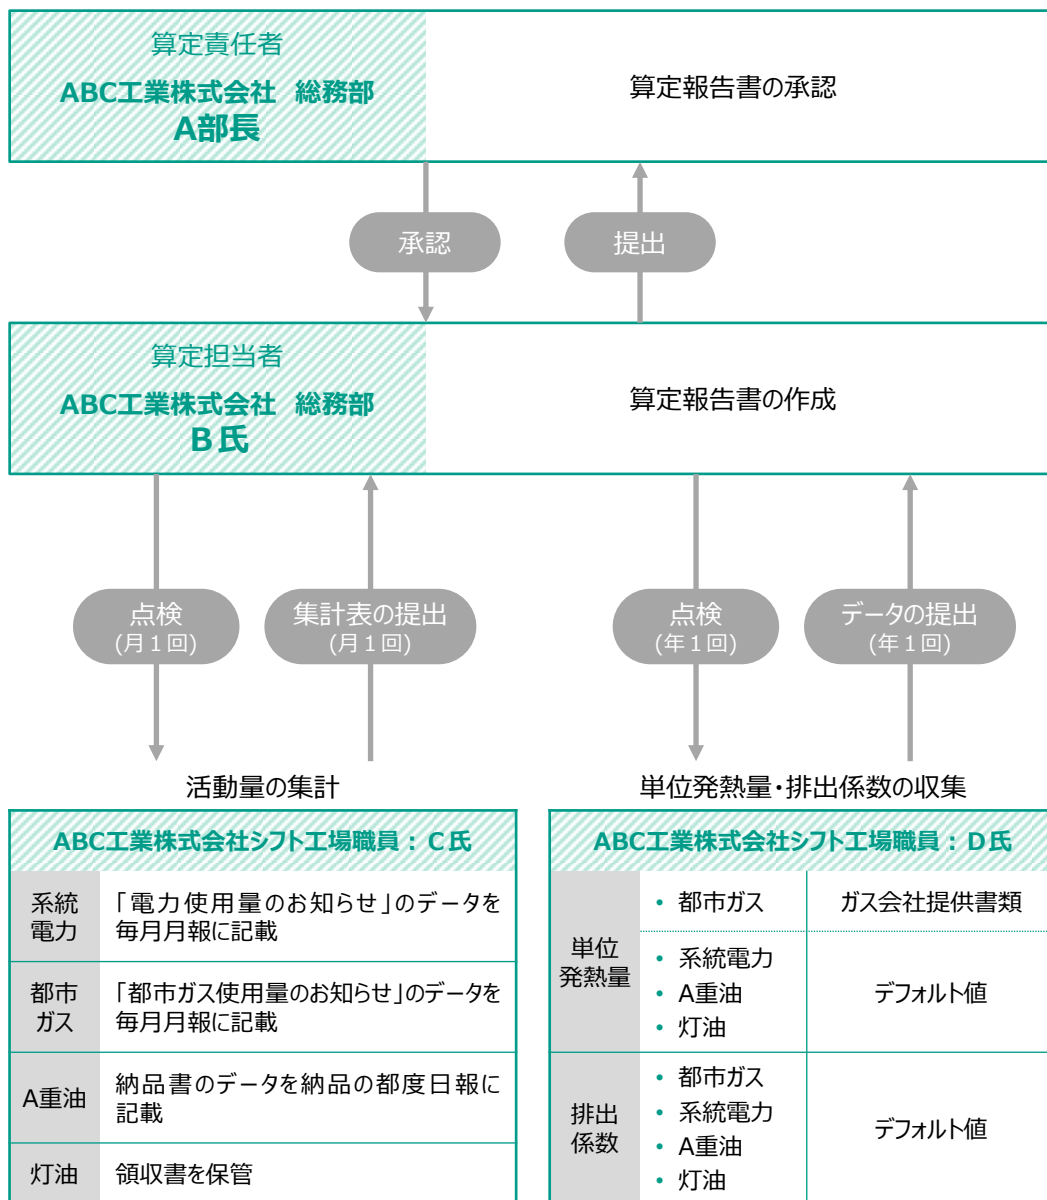 算定責任者
ABC工業株式会社　総務部
A部長
算定報告書の承認
承認
提出
算定担当者
ABC工業株式会社　総務部
B氏
算定報告書の作成
点検
(月1回)
集計表の提出
(月1回)
点検
(年1回)
データの提出
(年1回)
活動量の集計
ABC工業株式会社シフト工場職員：C氏
系統
電力
「電力使用量のお知らせ」のデータを
毎月月報に記載
都市
ガス
「都市ガス使用量のお知らせ」のデータを
毎月月報に記載
A重油
納品書のデータを納品の都度日報に
記載
灯油
領収書を保管
単位発熱量・排出係数の収集
ABC工業株式会社シフト工場職員：D氏
単位
発熱量
• 都市ガス
ガス会社提供書類
• 系統電力
• A重油
• 灯油
デフォルト値
排出
係数
• 都市ガス
• 系統電力
• A重油
• 灯油
デフォルト値